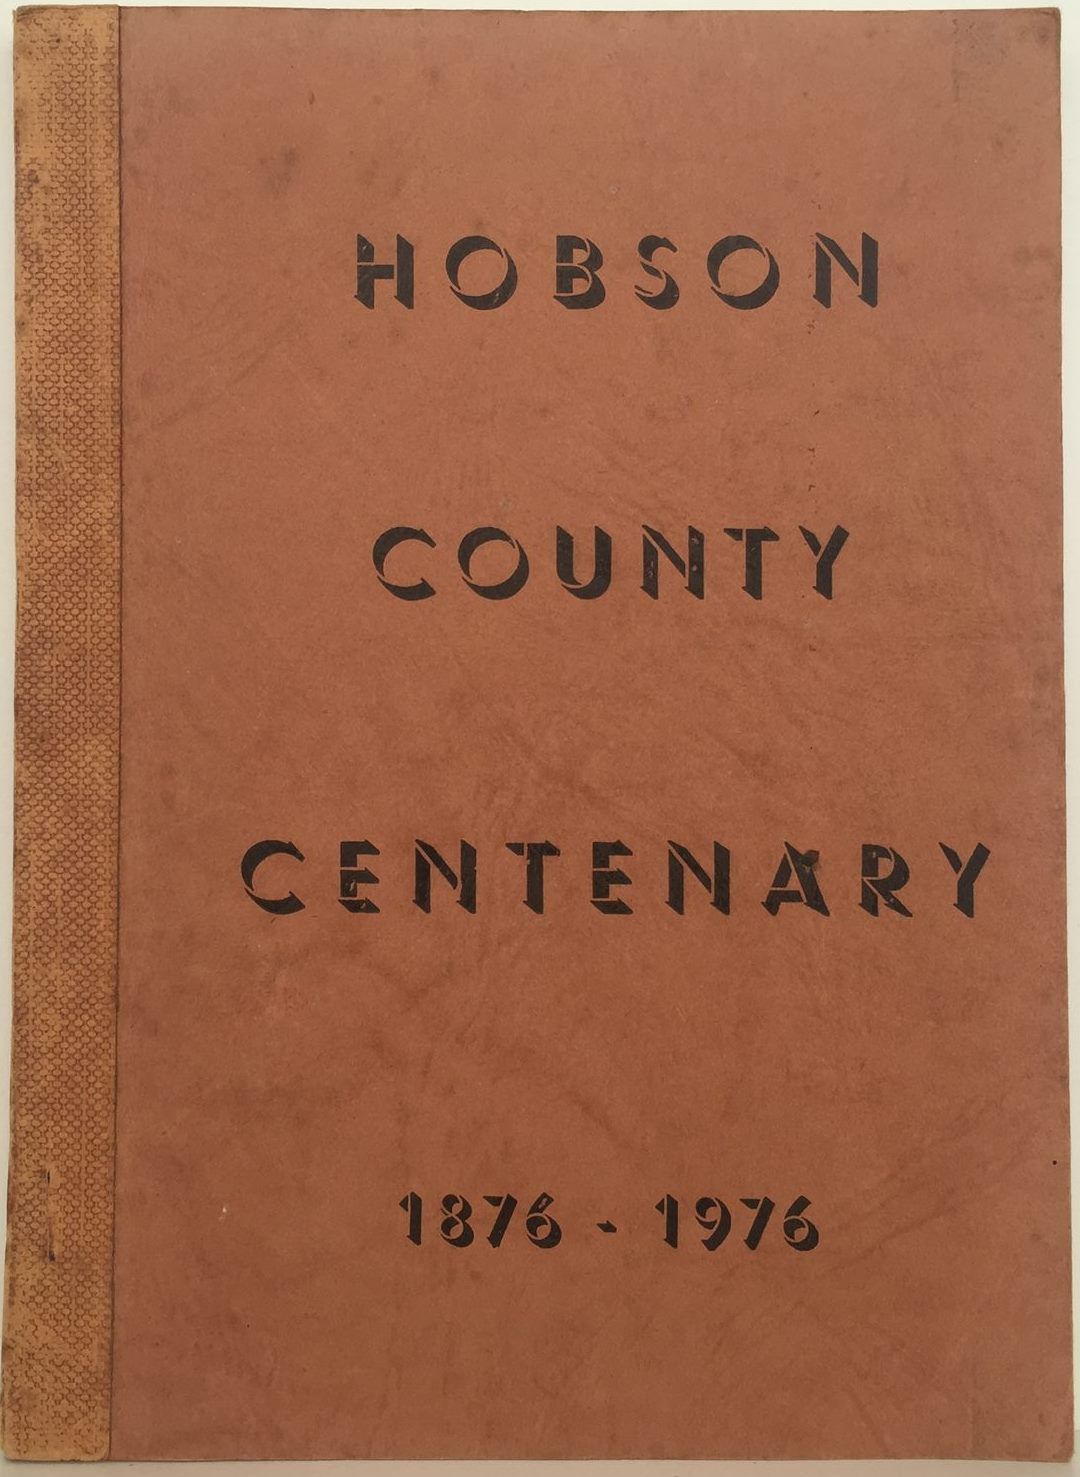 HOBSON
COUNTY
CENTENARY
1876 - 1976